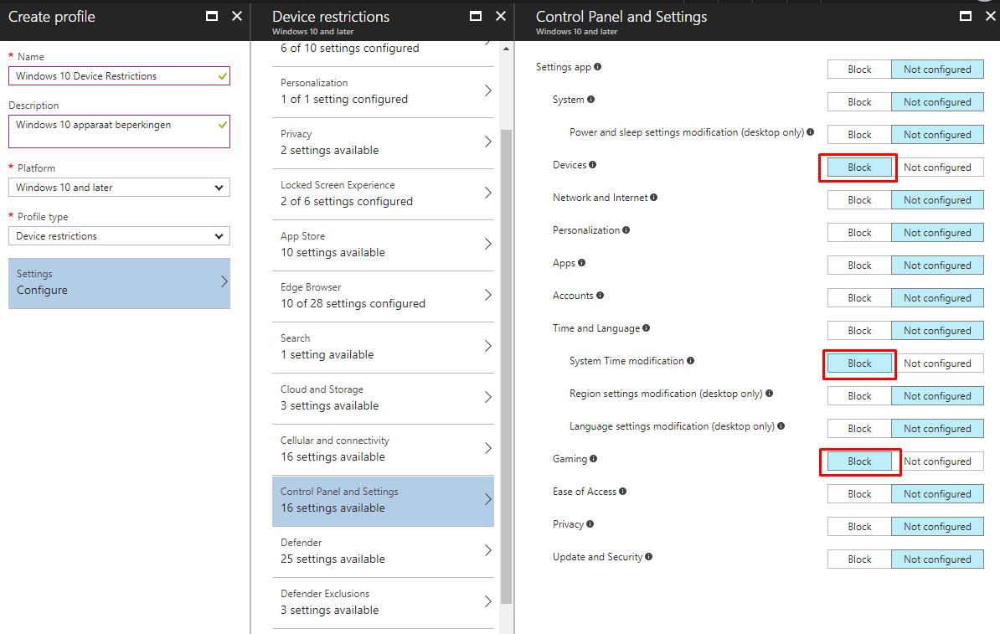 Create profile
* Name
Windows 10 Device Restrictions
Description
Windows 10 apparaat beperkingen
* Platform
Windows 10 and later
* Profile type
Device restrictions
Settings
Configure
Device restrictions
Windows 10 and later
6 of 10 settings configured
Personalization
1 of 1 setting configured
Privacy
2 settings available
Locked Screen Experience
2 of 6 settings configured
App Store
10 settings available
Edge Browser
10 of 28 settings configured
Search
1 setting available
Cloud and Storage
3 settings available
Cellular and connectivity
16 settings available
Control Panel and Settings
16 settings available
Defender
25 settings available
Defender Exclusions
3 settings available
Control Panel and Settings
Windows 10 and later
Settings app Block Not configured
System Block Not configured
Power and sleep settings modification (desktop only) Block Not configured
Devices Block Not configured
Network and Internet Block Not configured
Personalization Block Not configured
Apps Block Not configured
Accounts Block Not configured
Time and Language Block Not configured
System Time modification Block Not configured
Region settings modification (desktop only) Block Not configured
Language settings modification (desktop only) Block Not configured
Gaming Block Not configured
Ease of Access Block Not configured
Privacy Block Not configured
Update and Security Block Not configured